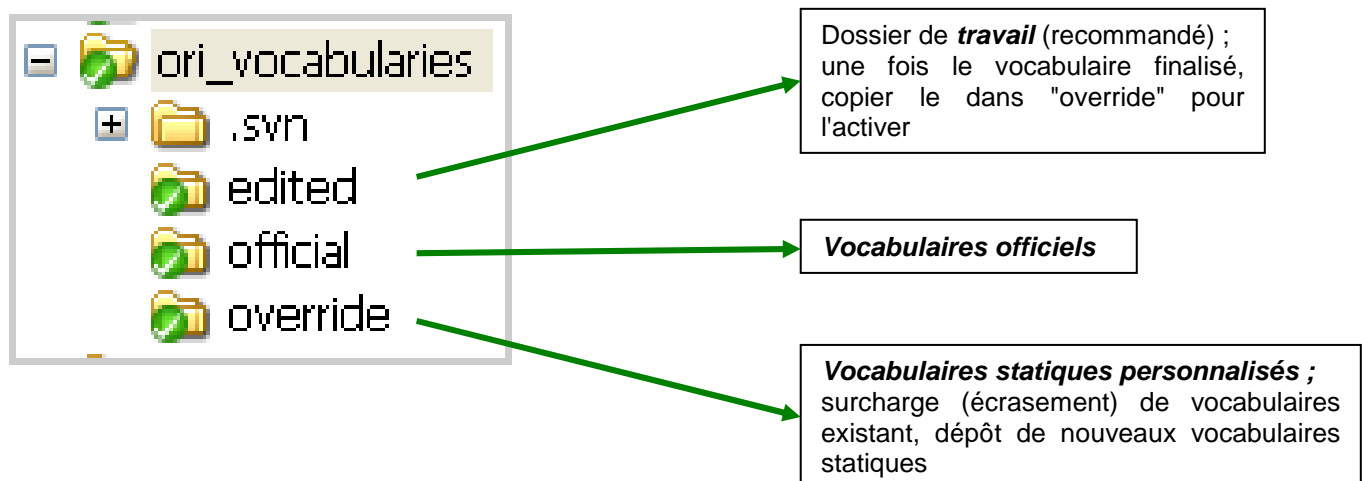 ori_vocabularies
.svn
edited
official
override
Dossier de travail (recommandé) ;
une fois le vocabulaire finalisé,
copier le dans "override" pour
l'activer
Vocabulaires officiels
Vocabulaires statiques personnalisés ;
surcharge (écrasement) de vocabulaires
existant, dépôt de nouveaux vocabulaires
statiques